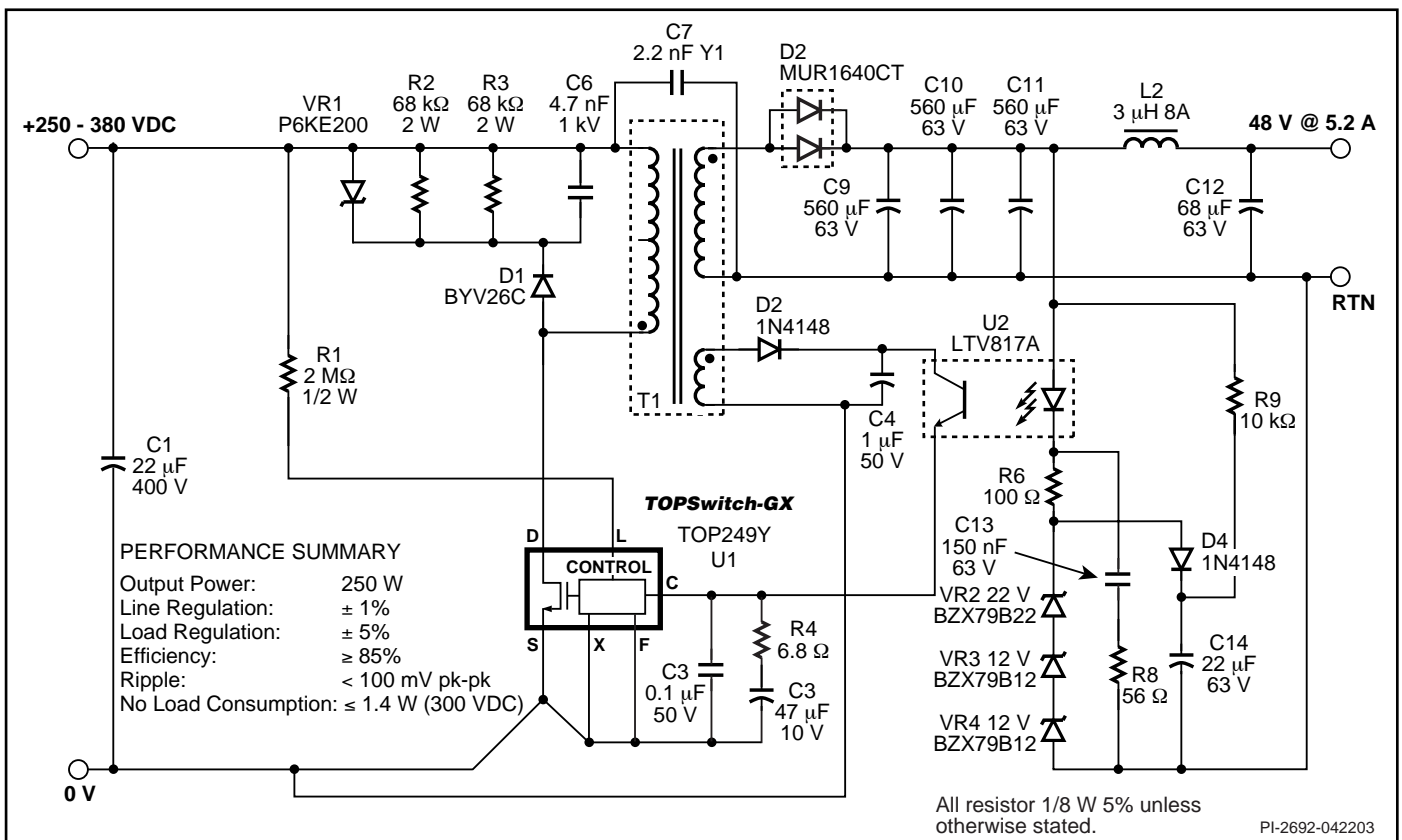 C7
2.2 nF Y1
D2
MUR1640CT
R2
68 kΩ
2 W
R3
68 kΩ
2 W
C6
4.7 nF
1 kV
VR1
P6KE200
C10
560 µF
63 V
C11
560 µF
63 V
L2
3 µH 8A
+250 - 380 VDC
48 V @ 5.2 A
C9
560 µF
63 V
C12
68 µF
63 V
D1
BYV26C
RTN
D2
1N4148
U2
LTV817A
R1
2 MΩ
1/2 W
T1
R9
10 kΩ
C4
1 µF
50 V
C1
22 µF
400 V
R6
100 Ω
TOPSwitch-GX
TOP249Y
U1
D
L
CONTROL
C
S
X
F
C13
150 nF
63 V
D4
1N4148
PERFORMANCE SUMMARY
Output Power: 250 W
Line Regulation: ± 1%
Load Regulation: ± 5%
Efficiency: ≥ 85%
Ripple: < 100 mV pk-pk
No Load Consumption: ≤ 1.4 W (300 VDC)
VR2 22 V
BZX79B22
R4
6.8 Ω
C3
0.1 µF
50 V
C3
47 µF
10 V
VR3 12 V
BZX79B12
R8
56 Ω
C14
22 µF
63 V
VR4 12 V
BZX79B12
0 V
All resistor 1/8 W 5% unless
otherwise stated.
PI-2692-042203